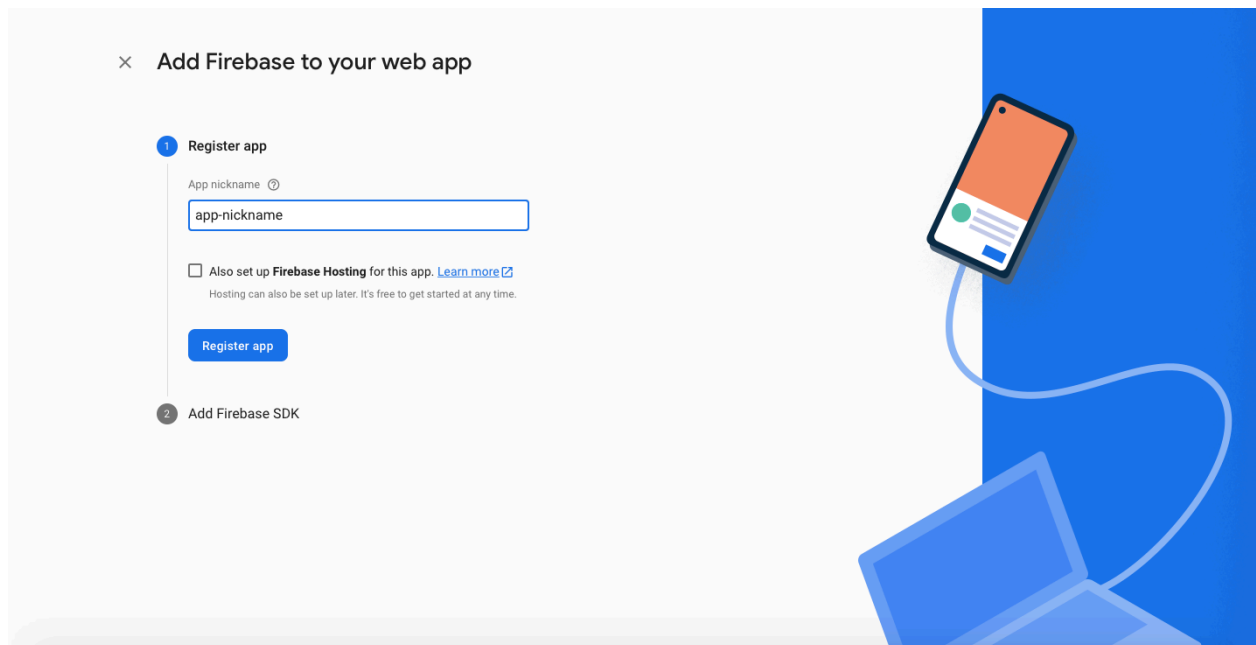 Add Firebase to your web app
1 Register app
App nickname
app-nickname
Also set up Firebase Hosting for this app. Learn more
Hosting can also be set up later. It's free to get started at any time.
Register app
2 Add Firebase SDK